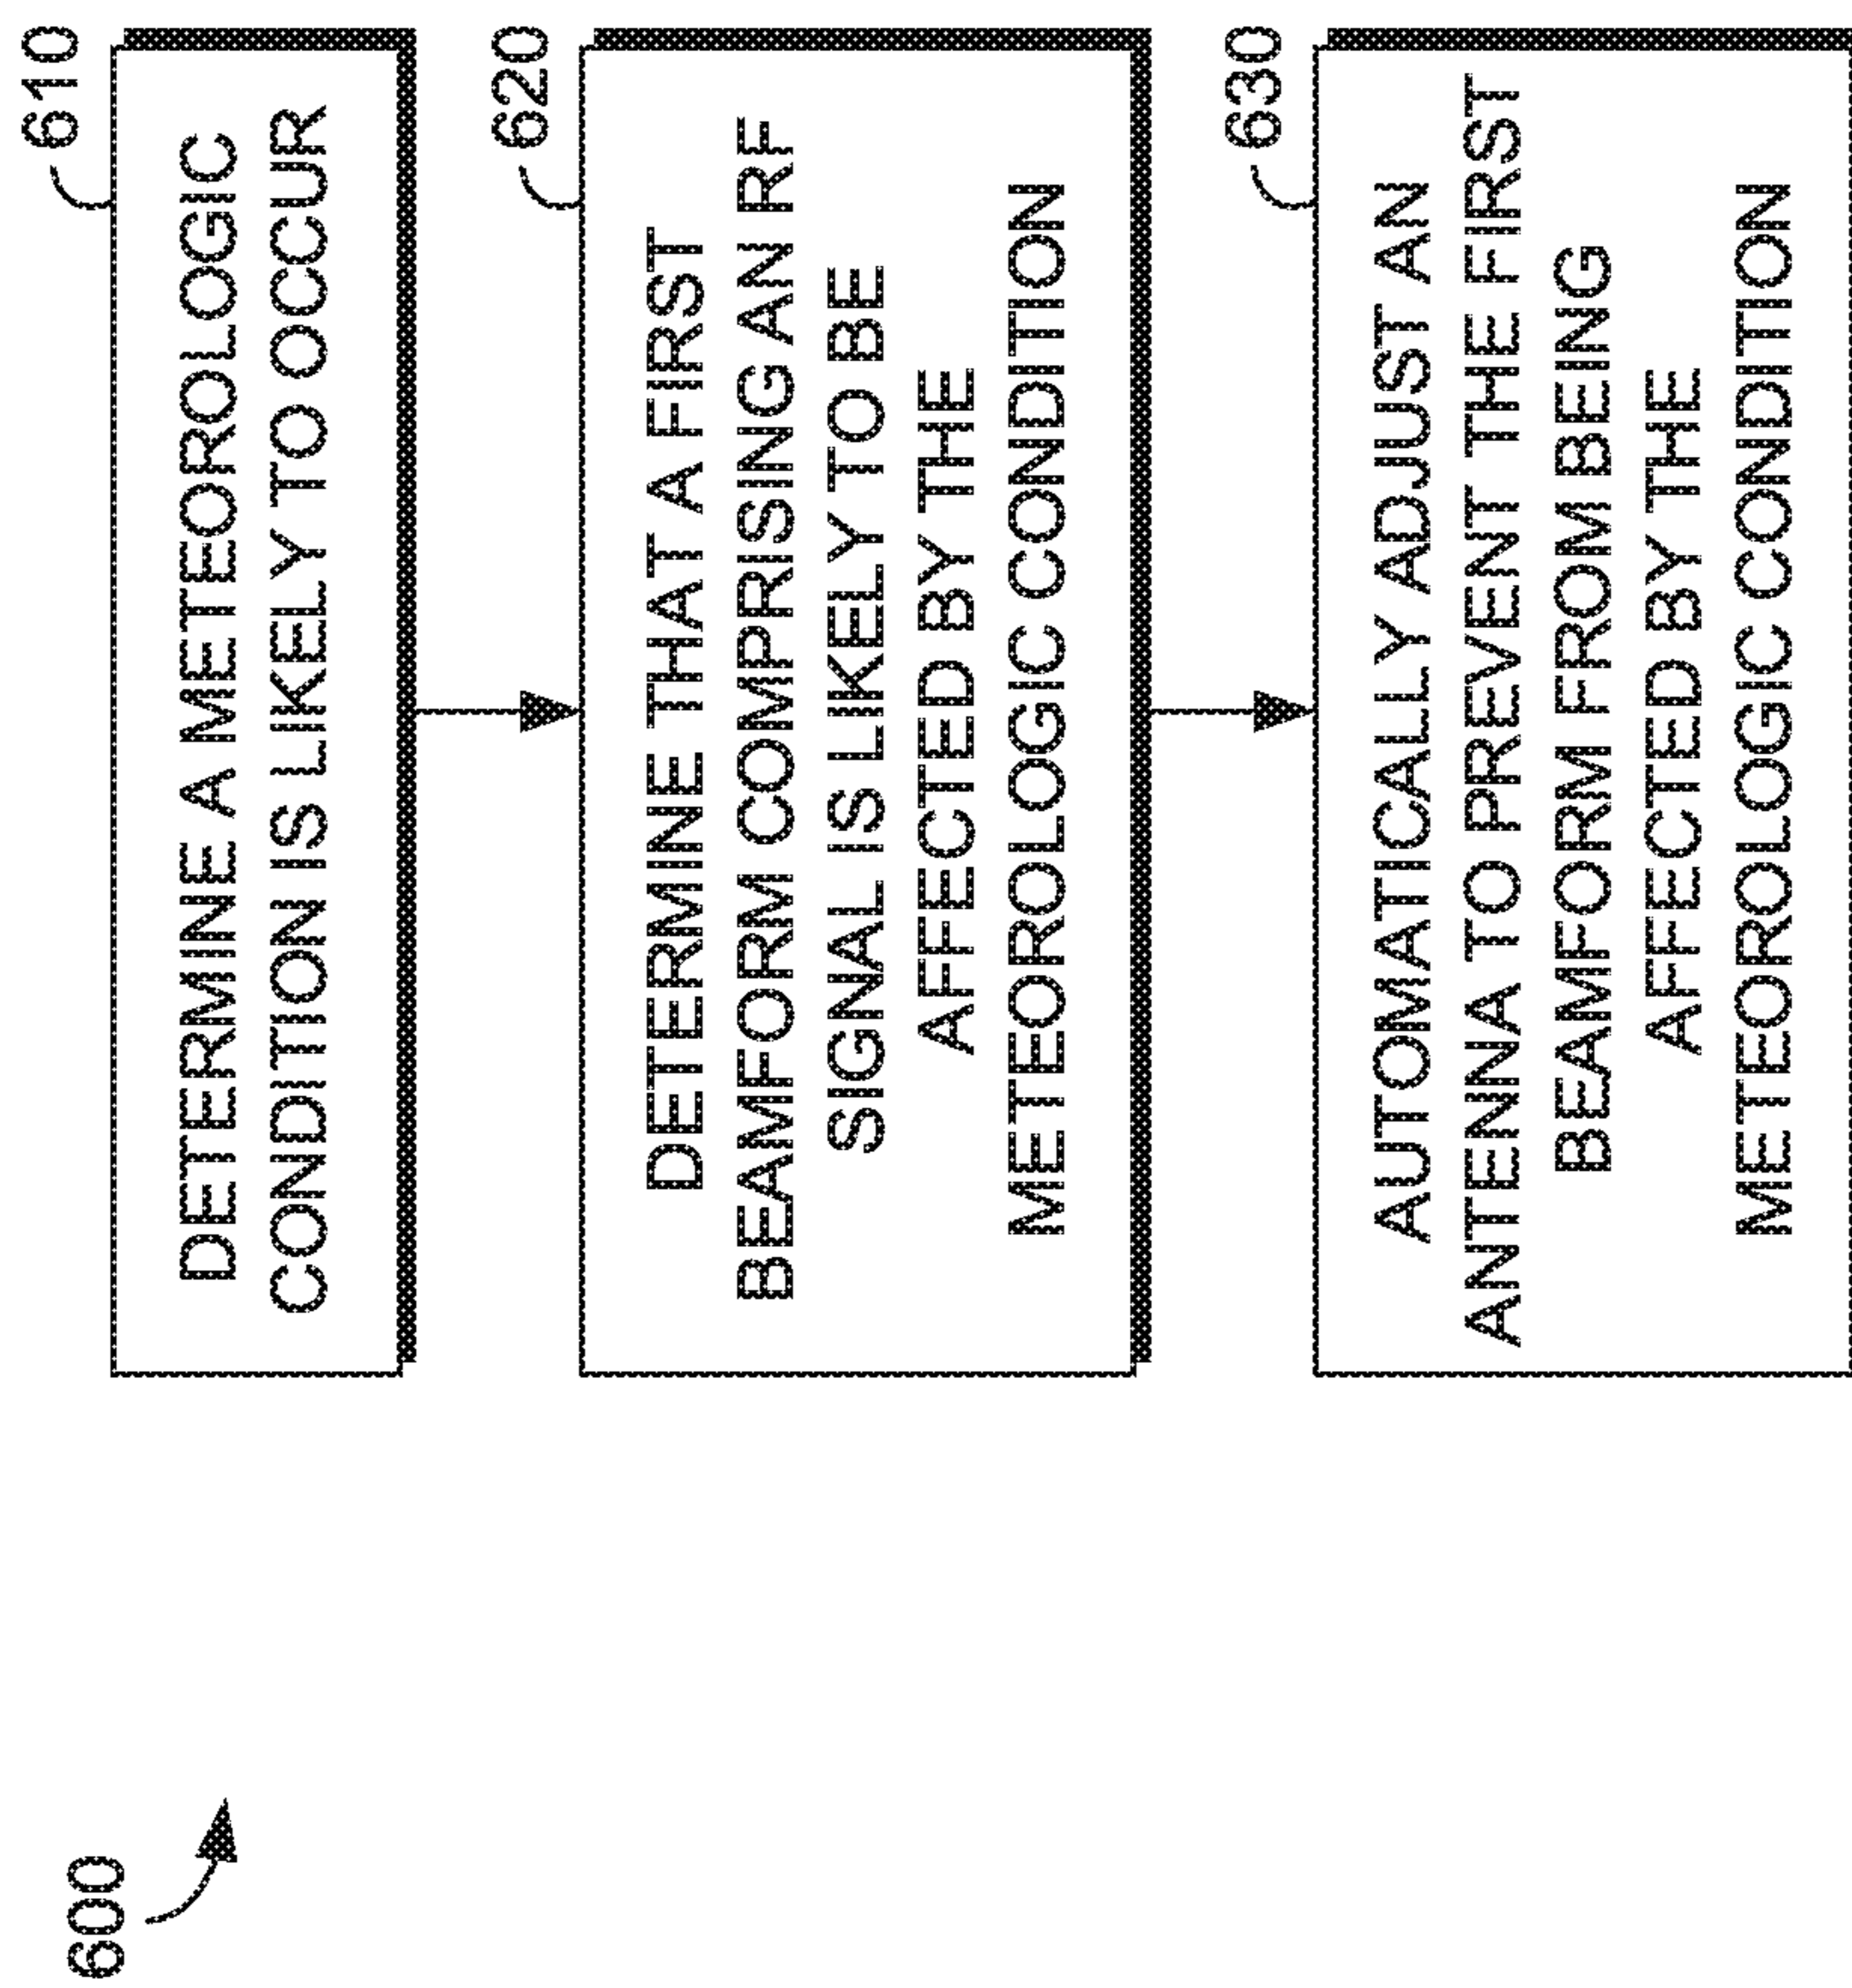 600
610
DETERMINE A METEOROLOGIC
CONDITION IS LIKELY TO OCCUR
620
DETERMINE THAT A FIRST
BEAMFORM COMPRISING AN RF
SIGNAL IS LIKELY TO BE
AFFECTED BY THE
METEOROLOGIC CONDITION
630
AUTOMATICALLY ADJUST AN
ANTENNA TO PREVENT THE FIRST
BEAMFORM FROM BEING
AFFECTED BY THE
METEOROLOGIC CONDITION